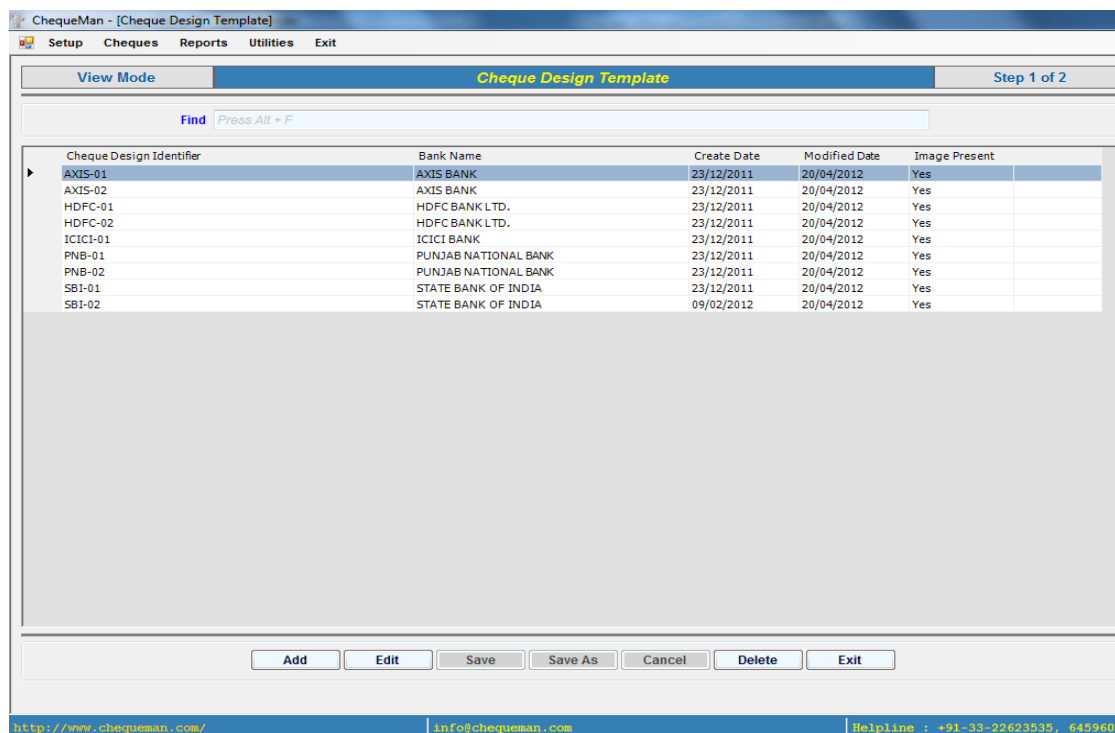 ChequeMan - [Cheque Design Template]
Setup Cheques Reports Utilities Exit
View Mode Cheque Design Template Step 1 of 2
Find Press Alt + F
Cheque Design Identifier Bank Name Create Date Modified Date Image Present
AXIS-01 AXIS BANK 23/12/2011 20/04/2012 Yes
AXIS-02 AXIS BANK 23/12/2011 20/04/2012 Yes
HDFC-01 HDFC BANK LTD. 23/12/2011 20/04/2012 Yes
HDFC-02 HDFC BANK LTD. 23/12/2011 20/04/2012 Yes
ICICI-01 ICICI BANK 23/12/2011 20/04/2012 Yes
PNB-01 PUNJAB NATIONAL BANK 23/12/2011 20/04/2012 Yes
PNB-02 PUNJAB NATIONAL BANK 23/12/2011 20/04/2012 Yes
SBI-01 STATE BANK OF INDIA 23/12/2011 20/04/2012 Yes
SBI-02 STATE BANK OF INDIA 09/02/2012 20/04/2012 Yes
Add Edit Save Save As Cancel Delete Exit
http://www.chequeman.com/ info@chequeman.com Helpline : +91-33-22623535, 645960